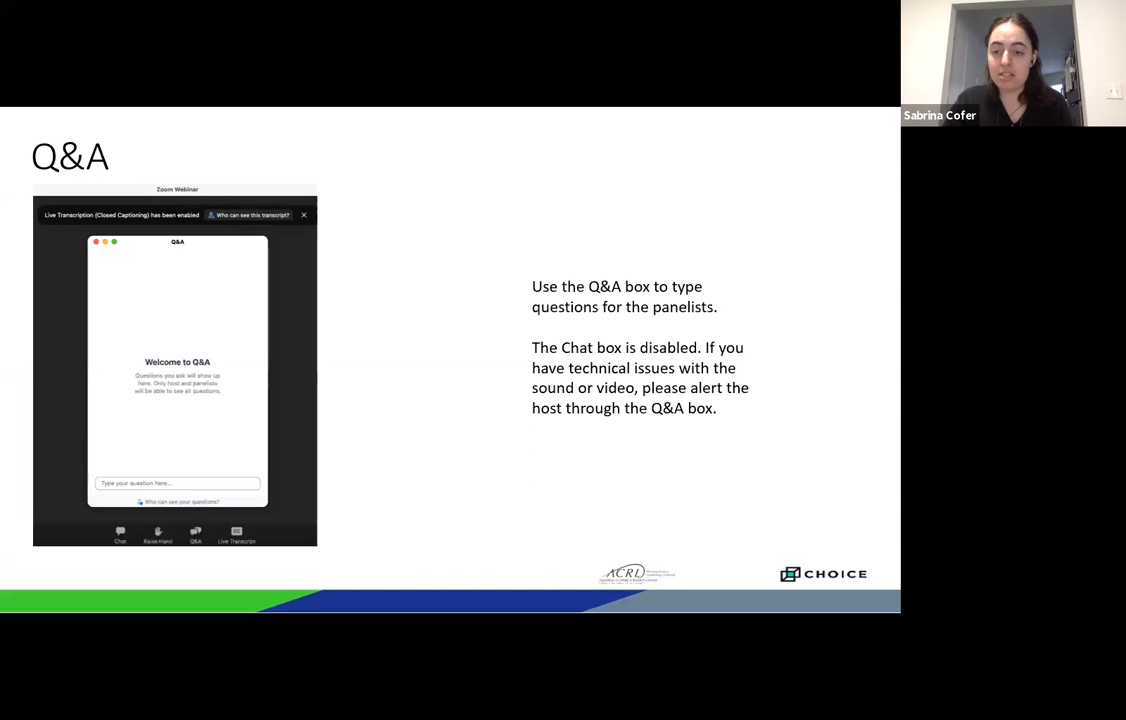 Sabrina Cofer
Q&A
Zoom Webinar
Live Transcription (Closed Captioning) has been enabled
Who can see this transcript?
Q&A
Welcome to Q&A
Questions you ask will show up
here. Only host and panelists
will be able to see all questions.
Type your question here...
Who can see your questions?
Chat
Raise Hand
Q&A
Live Transcript
Use the Q&A box to type
questions for the panelists.
The Chat box is disabled. If you
have technical issues with the
sound or video, please alert the
host through the Q&A box.
ACRL
CHOICE